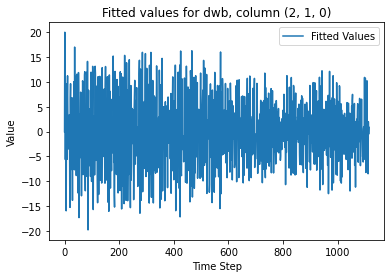 Fitted values for dwb, column (2, 1, 0)
Fitted Values
Value
20
15
10
5
0
−5
−10
−15
−20
0 200 400 600 800 1000
Time Step